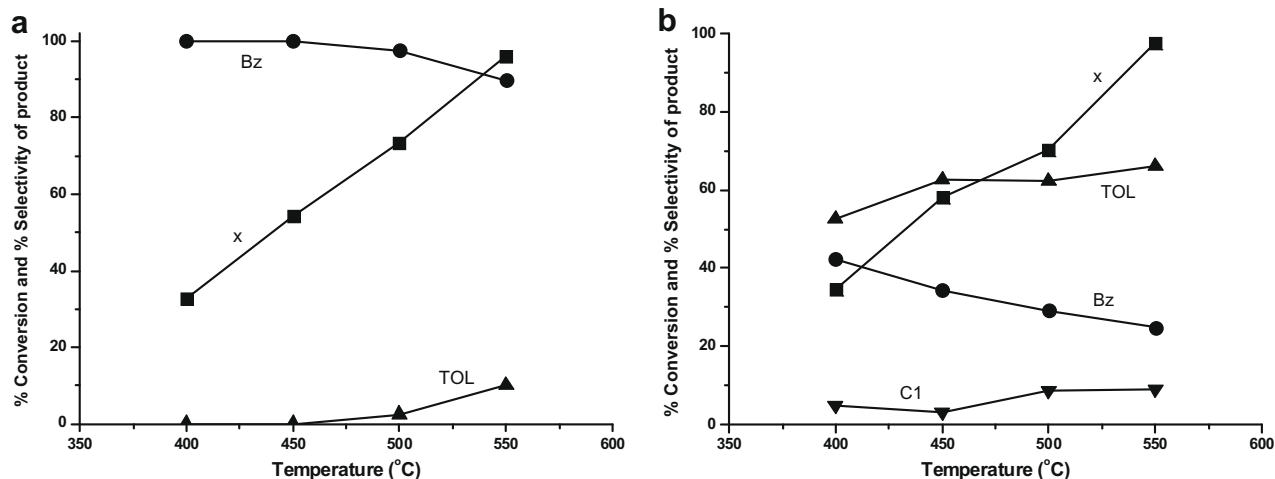 a
% Conversion and % Selectivity of product
100
80
60
40
20
0
Bz
x
TOL
350
400
450
500
550
600
Temperature (°C)
b
% Conversion and % Selectivity of product
100
80
60
40
20
0
x
TOL
Bz
C1
350
400
450
500
550
600
Temperature (°C)